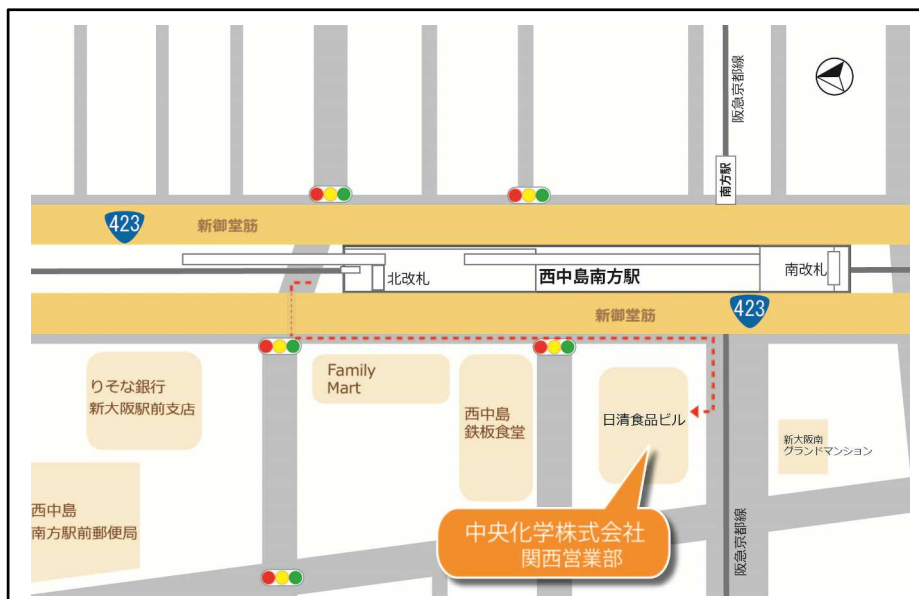 阪急京都線
南方駅
423
新御堂筋
北改札
西中島南方駅
南改札
新御堂筋
423
りそな銀行
新大阪駅前支店
Family
Mart
西中島
鉄板食堂
日清食品ビル
新大阪南
グランドマンション
西中島
南方駅前郵便局
中央化学株式会社
関西営業部
阪急京都線